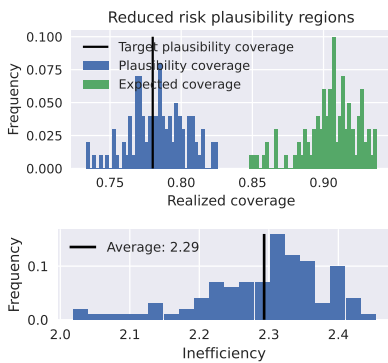 Reduced risk plausibility regions
0.100
0.075
0.050
0.025
0.000
Frequency
Target plausibility coverage
Plausibility coverage
Expected coverage
0.75 0.80 0.85 0.90
Realized coverage
0.1
0.0
Frequency
Average: 2.29
2.0 2.1 2.2 2.3 2.4
Inefficiency